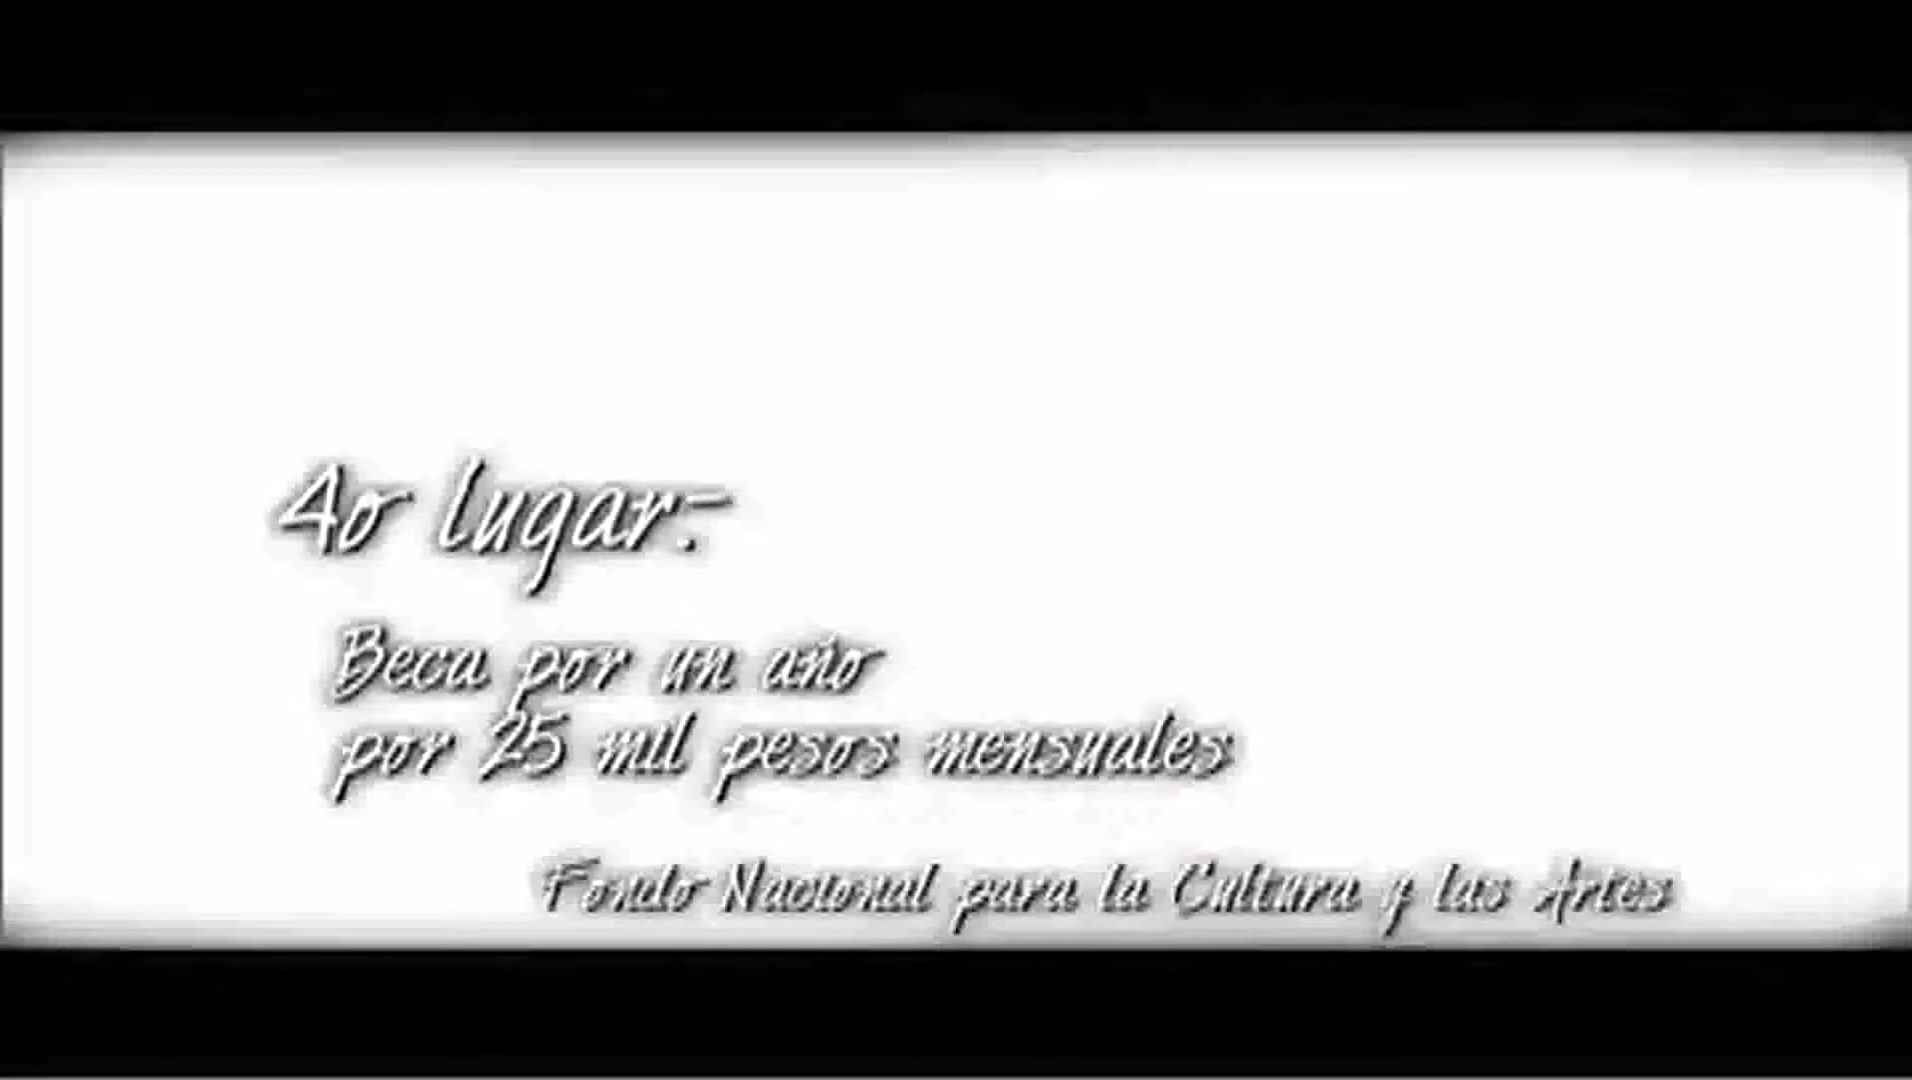 4o lugar.-
Beca por un año
por 25 mil pesos mensuales
Fondo Nacional para la Cultura y las Artes